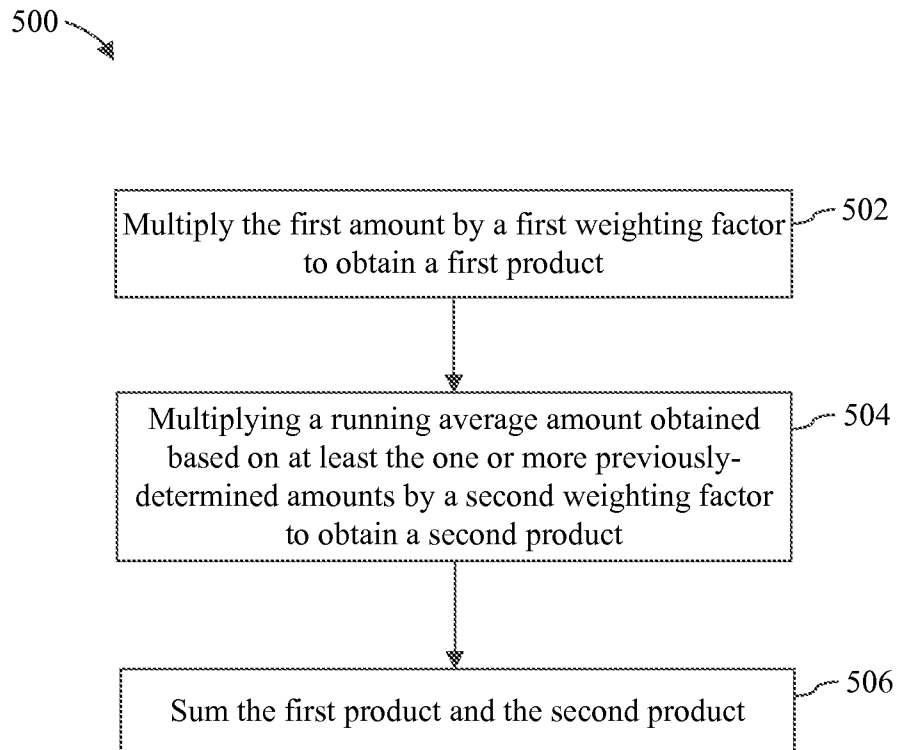 500
Multiply the first amount by a first weighting factor
to obtain a first product
502
Multiplying a running average amount obtained
based on at least the one or more previously-
determined amounts by a second weighting factor
to obtain a second product
504
Sum the first product and the second product
506